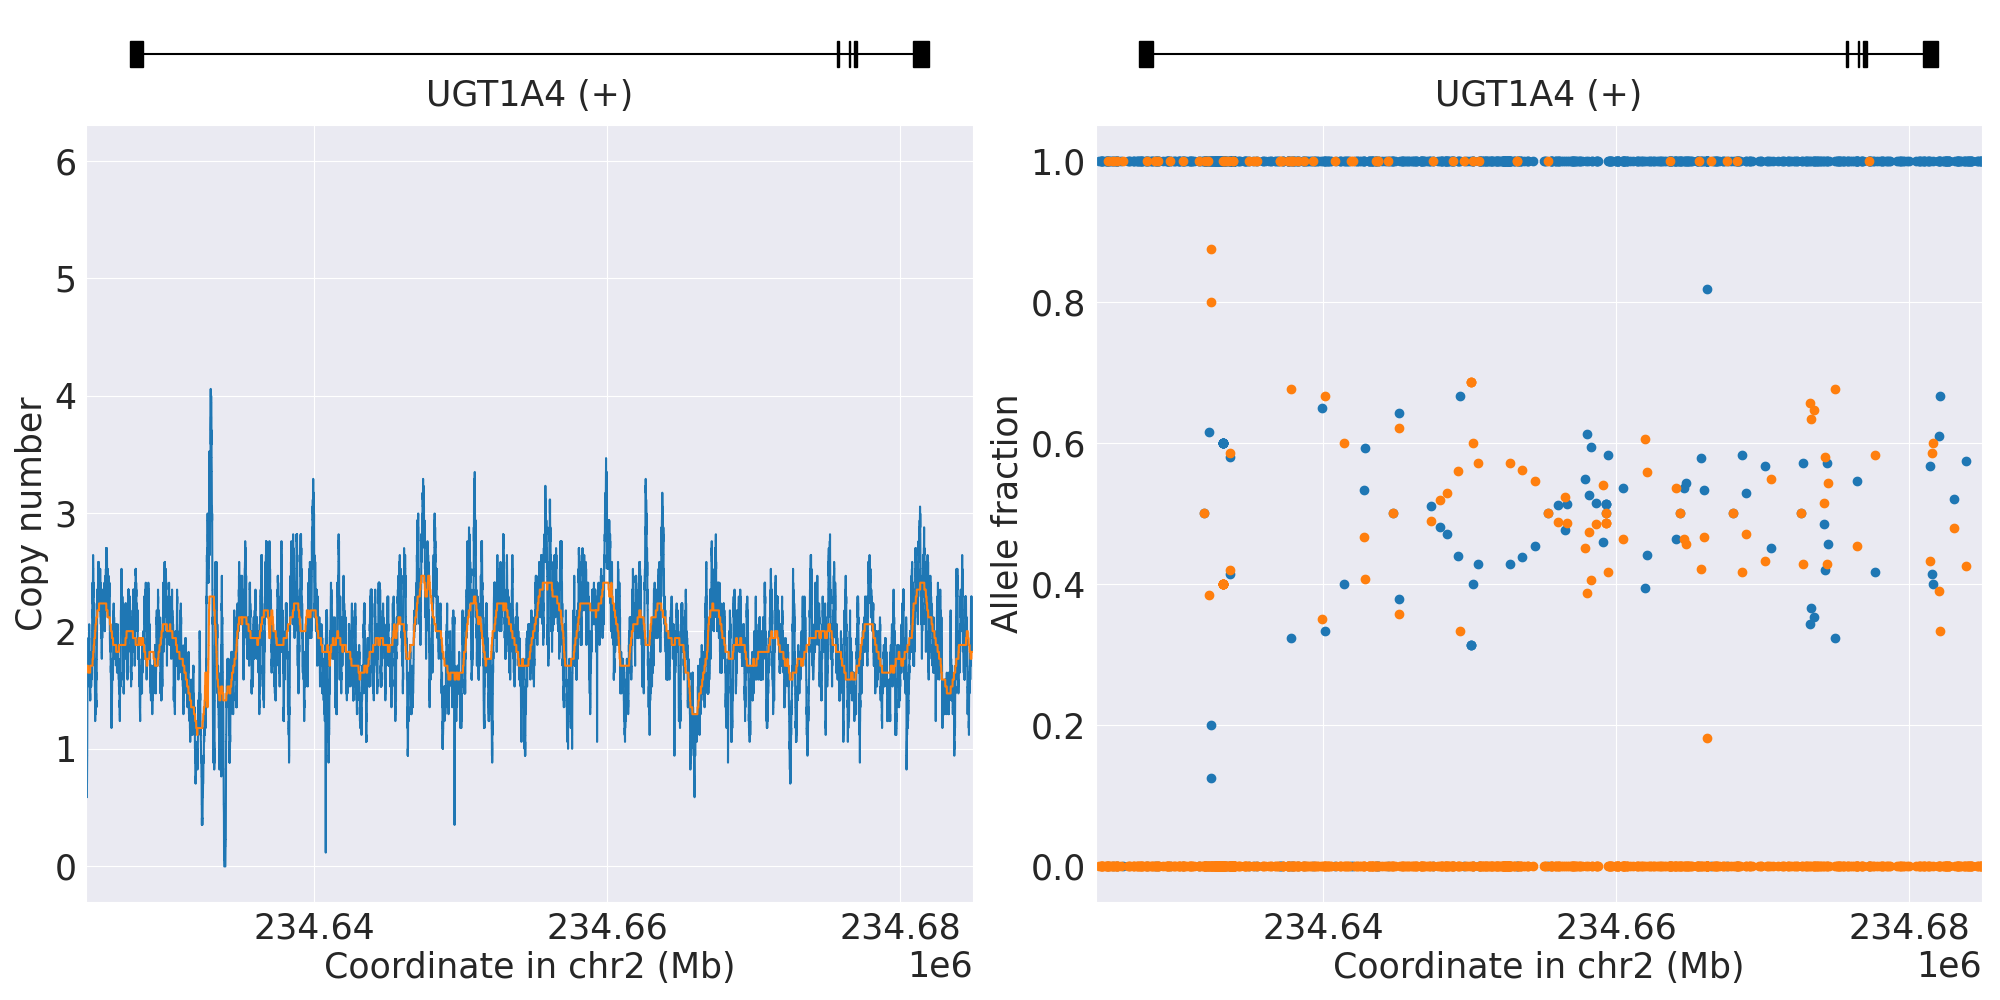 UGT1A4 (+)
6
5
4
3
2
1
0
Copy number
234.64 234.66 234.68
Coordinate in chr2 (Mb)
1e6
UGT1A4 (+)
1.0
0.8
0.6
0.4
0.2
0.0
Allele fraction
234.64 234.66 234.68
Coordinate in chr2 (Mb)
1e6